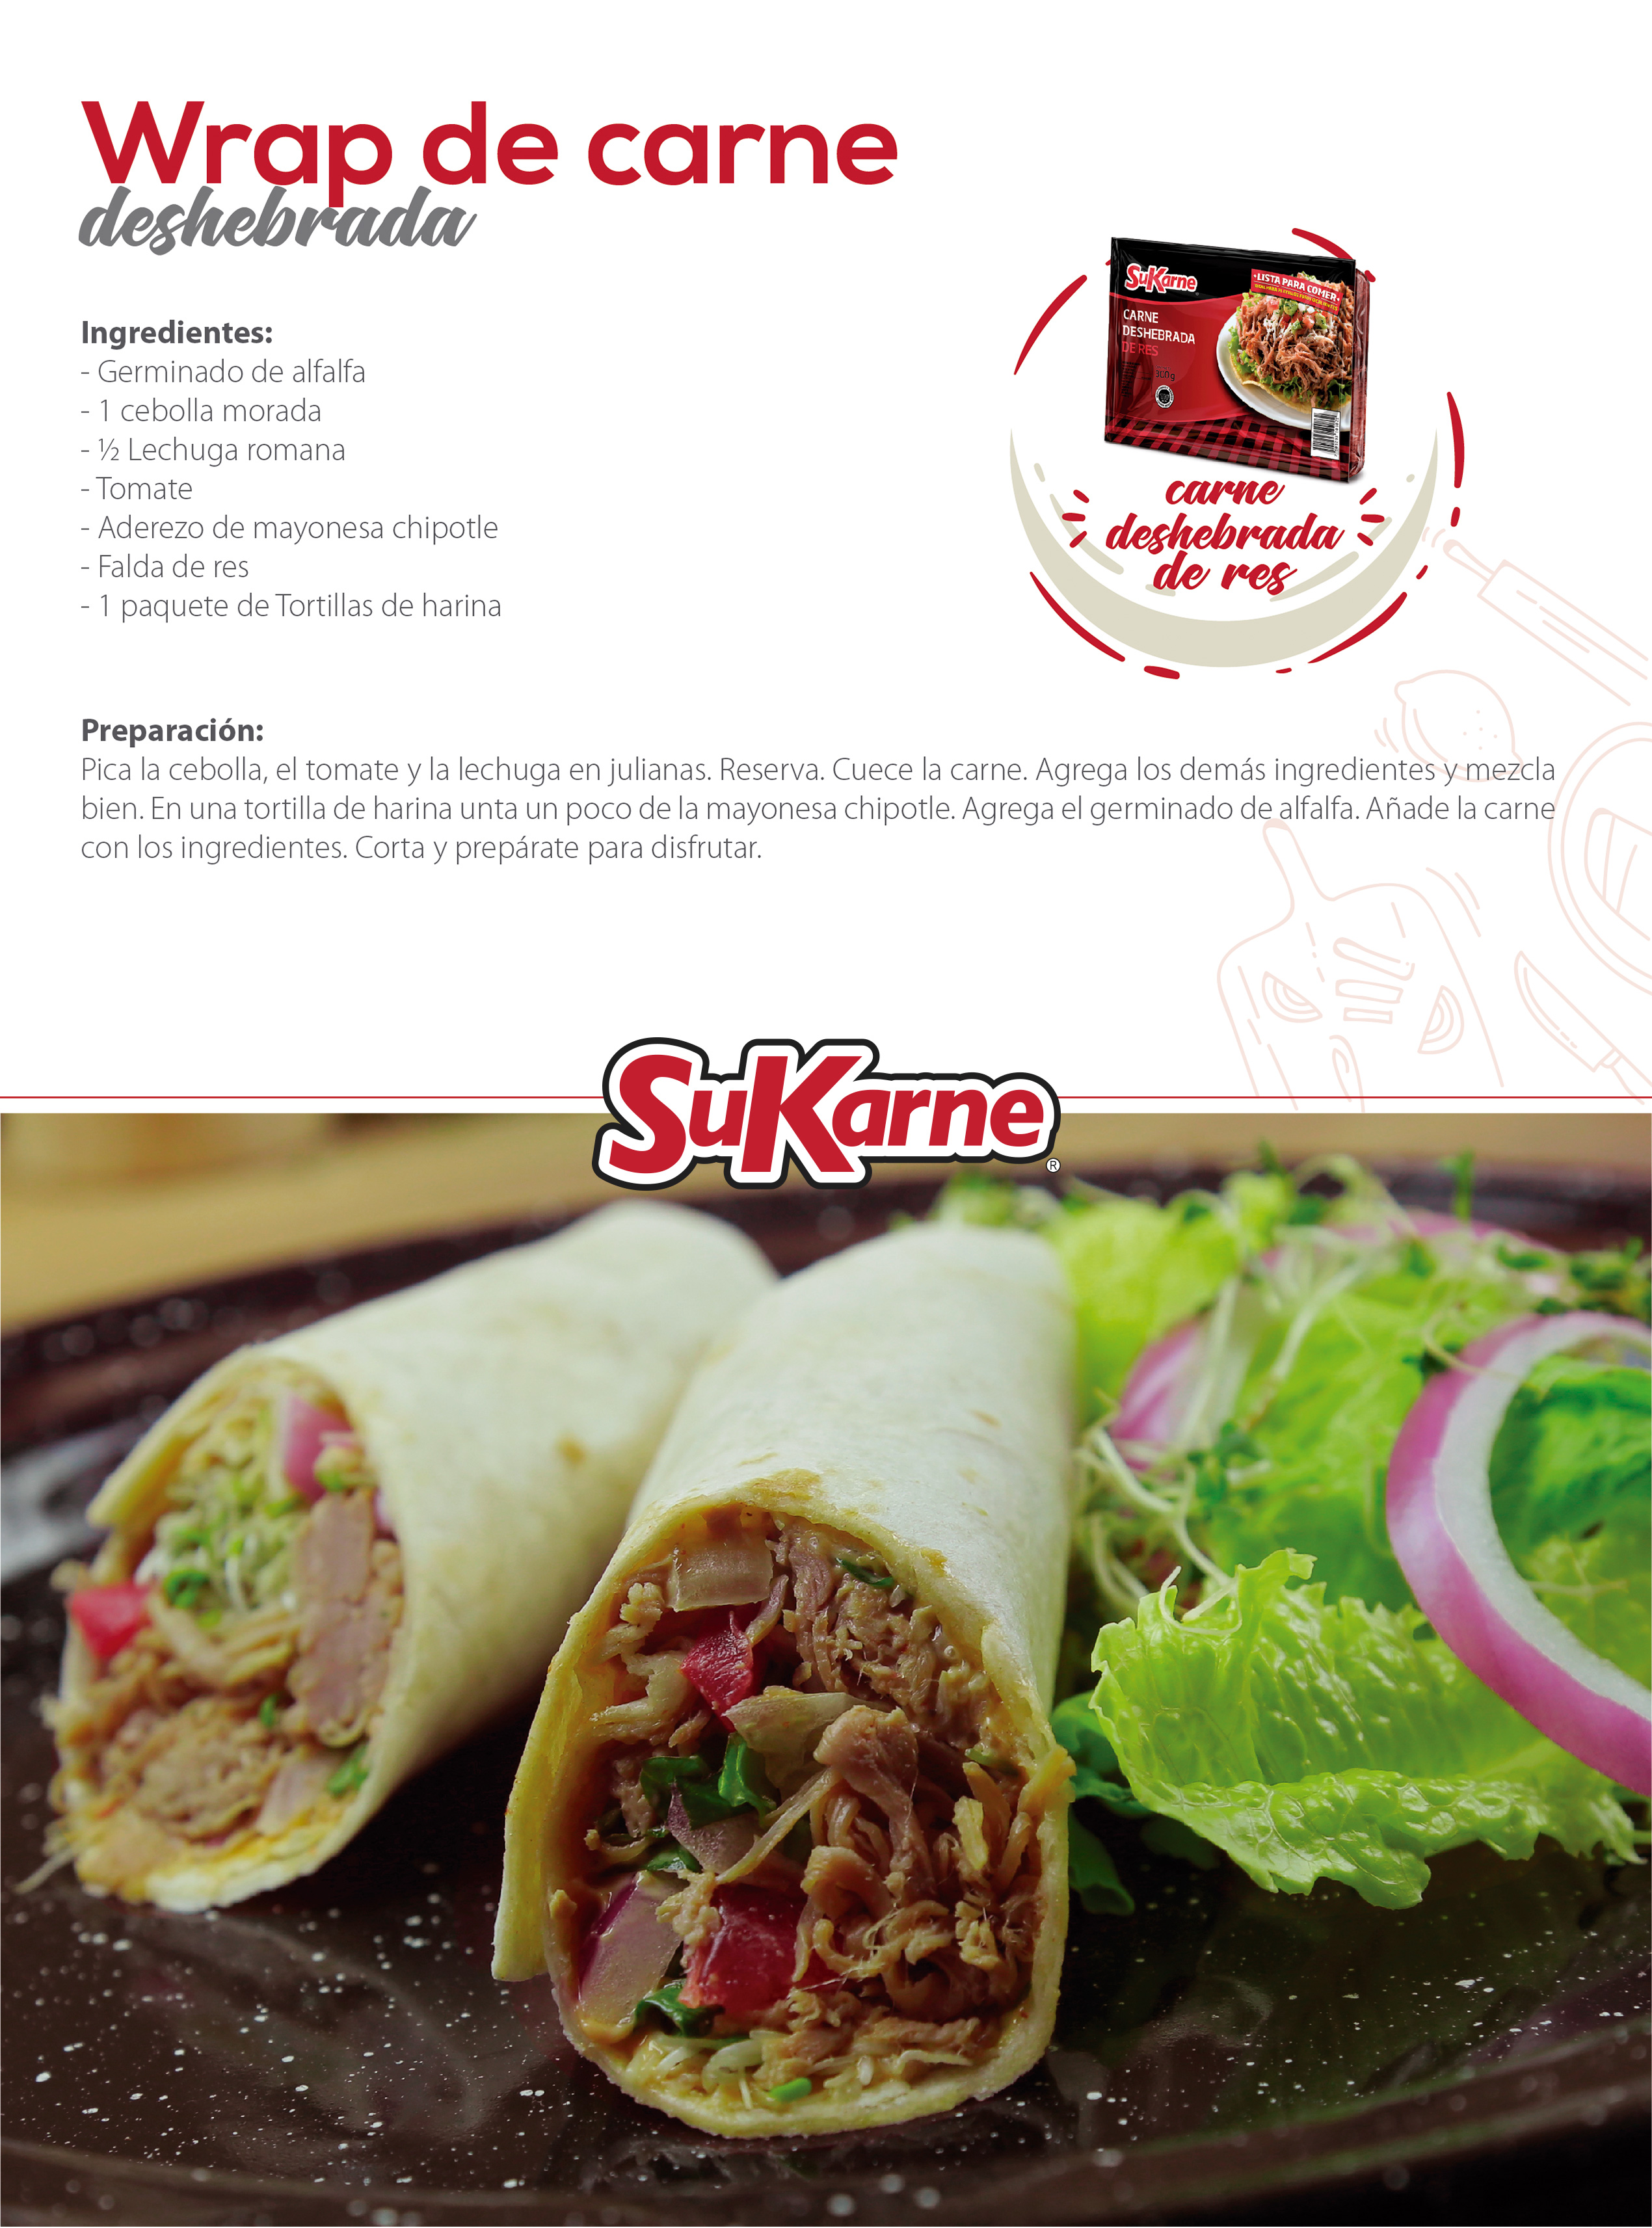 Wrap de carne
deshebrada
Ingredientes:
- Germinado de alfalfa
- 1 cebolla morada
- ½ Lechuga romana
- Tomate
- Aderezo de mayonesa chipotle
- Falda de res
- 1 paquete de Tortillas de harina
SuKarne
•LISTA PARA COMER•
CARNE
DESHEBRADA
DE RES
300g
carne
deshebrada
de res
Preparación:
Pica la cebolla, el tomate y la lechuga en julianas. Reserva. Cuece la carne. Agrega los demás ingredientes y mezcla
bien. En una tortilla de harina unta un poco de la mayonesa chipotle. Agrega el germinado de alfalfa. Añade la carne
con los ingredientes. Corta y prepárate para disfrutar.
SuKarne®